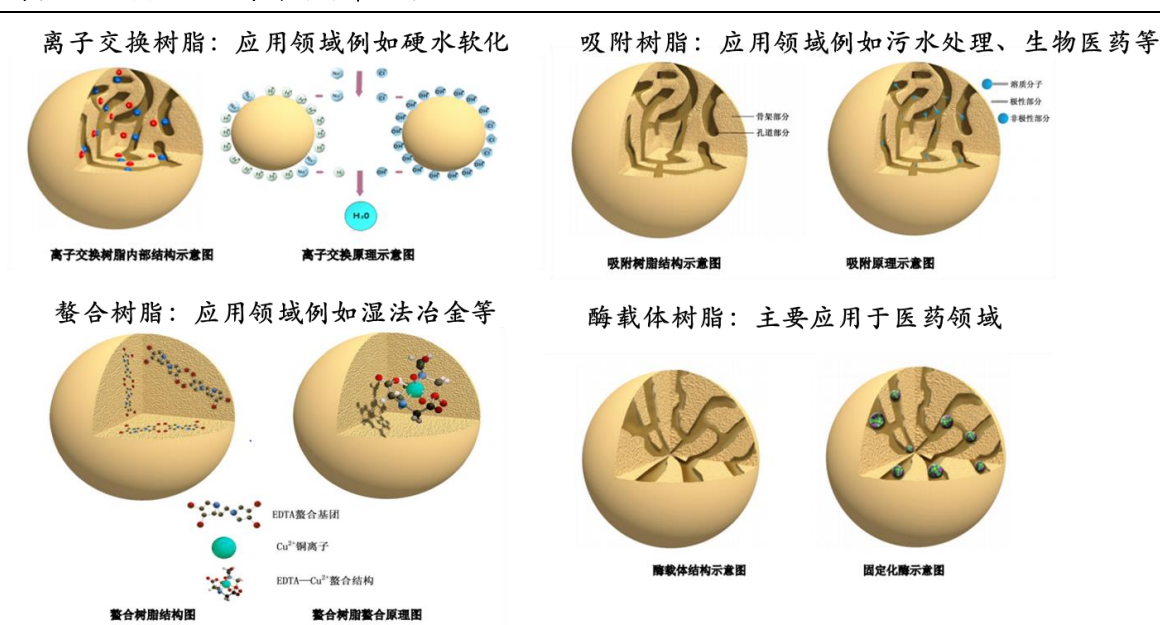 离子交换树脂：应用领域例如硬水软化
吸附树脂：应用领域例如污水处理、生物医药等
溶质分子
极性部分
非极性部分
骨架部分
孔道部分
H₂O
离子交换树脂内部结构示意图
离子交换原理示意图
吸附树脂结构示意图
吸附原理示意图
螯合树脂：应用领域例如湿法冶金等
酶载体树脂：主要应用于医药领域
EDTA螯合基团
Cu²⁺铜离子
EDTA—Cu²⁺螯合结构
酶载体结构示意图
固定化酶示意图
螯合树脂结构图
螯合树脂螯合原理图